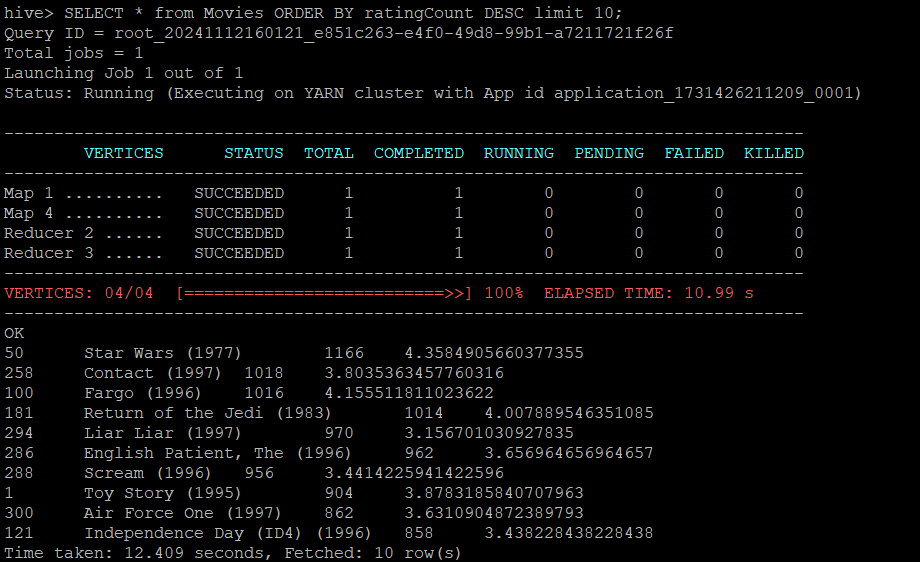 hive> SELECT * from Movies ORDER BY ratingCount DESC limit 10;
Query ID = root_20241112160121_e851c263-e4f0-49d8-99b1-a7211721f26f
Total jobs = 1
Launching Job 1 out of 1
Status: Running (Executing on YARN cluster with App id application_1731426211209_0001)
--------------------------------------------------------------------------------
        VERTICES      STATUS  TOTAL  COMPLETED  RUNNING  PENDING  FAILED  KILLED
--------------------------------------------------------------------------------
Map 1 ..........   SUCCEEDED      1          1        0        0       0       0
Map 4 ..........   SUCCEEDED      1          1        0        0       0       0
Reducer 2 ......   SUCCEEDED      1          1        0        0       0       0
Reducer 3 ......   SUCCEEDED      1          1        0        0       0       0
--------------------------------------------------------------------------------
VERTICES: 04/04  [==========================>>] 100%  ELAPSED TIME: 10.99 s
--------------------------------------------------------------------------------
OK
50      Star Wars (1977)        1166    4.3584905660377355
258     Contact (1997)  1018    3.8035363457760316
100     Fargo (1996)    1016    4.155511811023622
181     Return of the Jedi (1983)       1014    4.007889546351085
294     Liar Liar (1997)        970     3.156701030927835
286     English Patient, The (1996)     962     3.656964656964657
288     Scream (1996)   956     3.4414225941422596
1       Toy Story (1995)        904     3.8783185840707963
300     Air Force One (1997)    862     3.6310904872389793
121     Independence Day (ID4) (1996)   858     3.438228438228438
Time taken: 12.409 seconds, Fetched: 10 row(s)